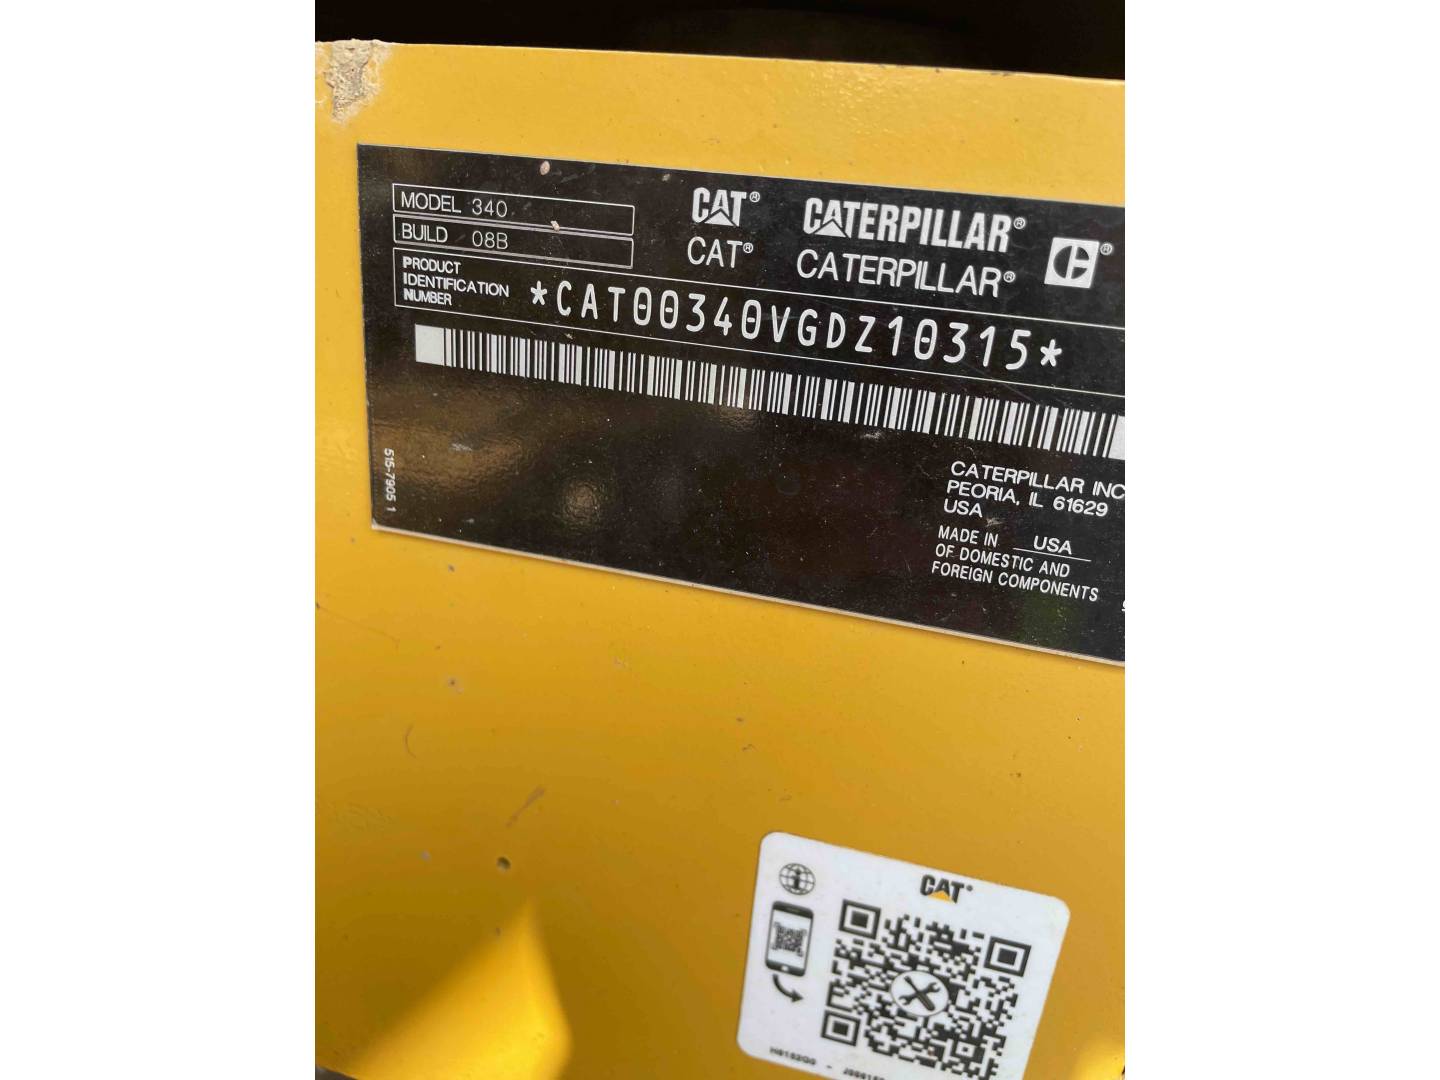 MODEL 340
BUILD 08B
CAT® CATERPILLAR®
CAT® CATERPILLAR® C®
PRODUCT
IDENTIFICATION
NUMBER
*CAT00340VGDZ10315*
515-7905 1
CATERPILLAR INC
PEORIA, IL 61629
USA
MADE IN USA
OF DOMESTIC AND
FOREIGN COMPONENTS
CAT®